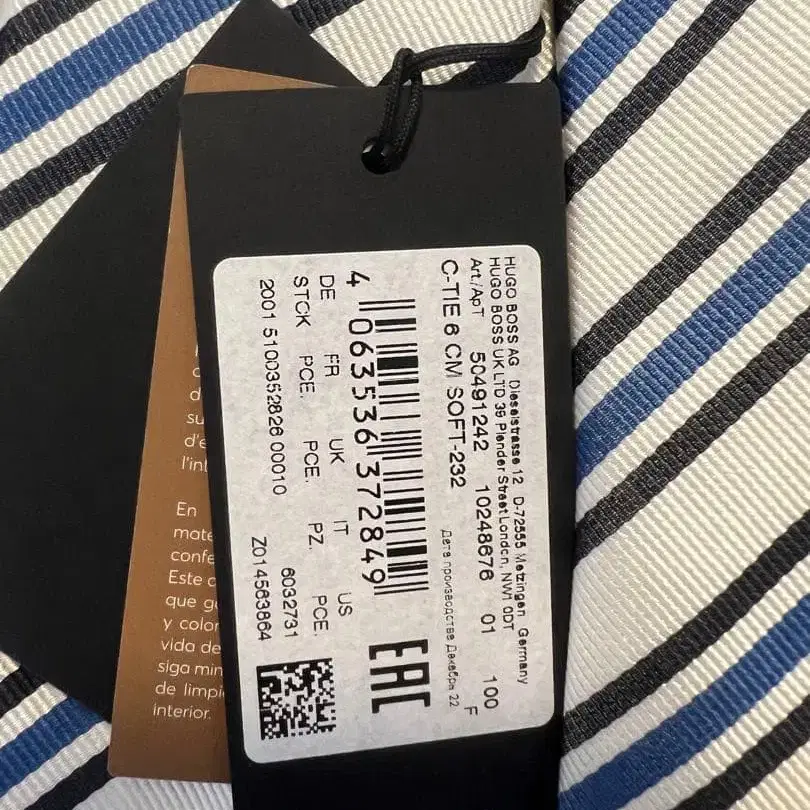 HUGO BOSS AG Dieselstrasse 12 D-72555 Metzingen Germany
HUGO BOSS UK LTD 39 Plender Street London, NW1 0DT
Art./Арт 50491242 10248676 01 100
C-TIE 6 CM SOFT-232 F
Дата производства Декабрь 22
4 063536 372849
EAC
DE FR UK IT US
STCK PCE. PCE. PZ. PCE.
6032731
2001 5100352826 00010
Z014563864
su
d'e
l'int
En
mate
confe
Este
que
y color
vida de
siga min
de limpi
interior.